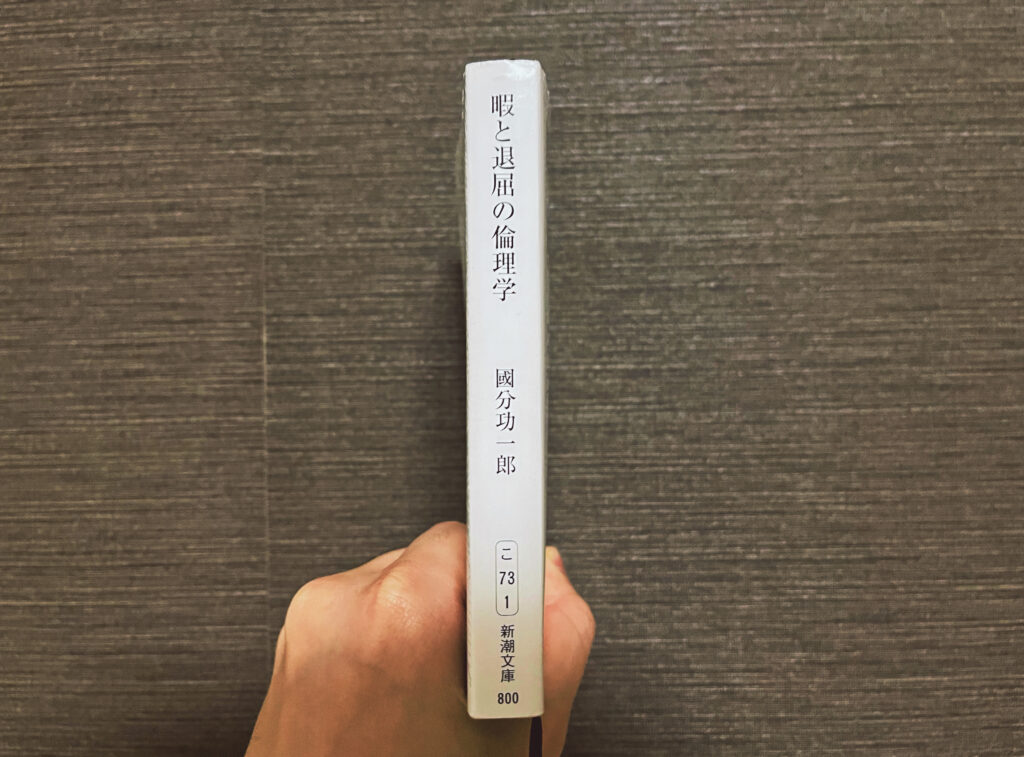 暇と退屈の倫理学
國分功一郎
こ
73
1
新潮文庫
800